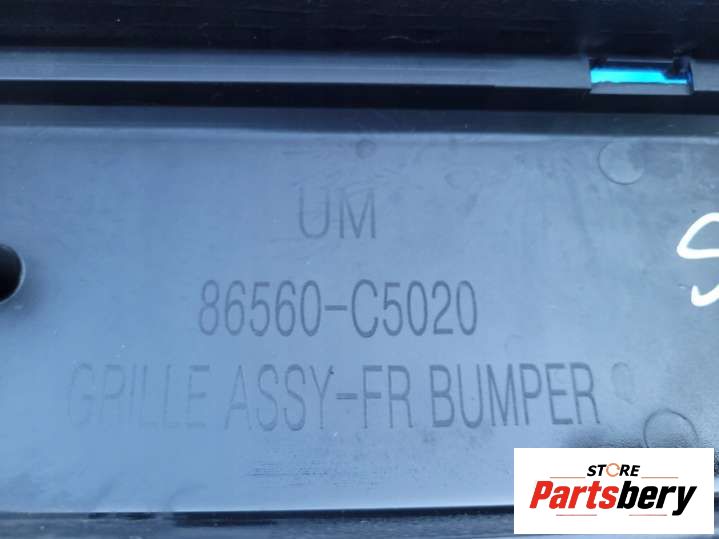 UM
86560-C5020
GRILLE ASSY-FR BUMPER
STORE
Partsbery